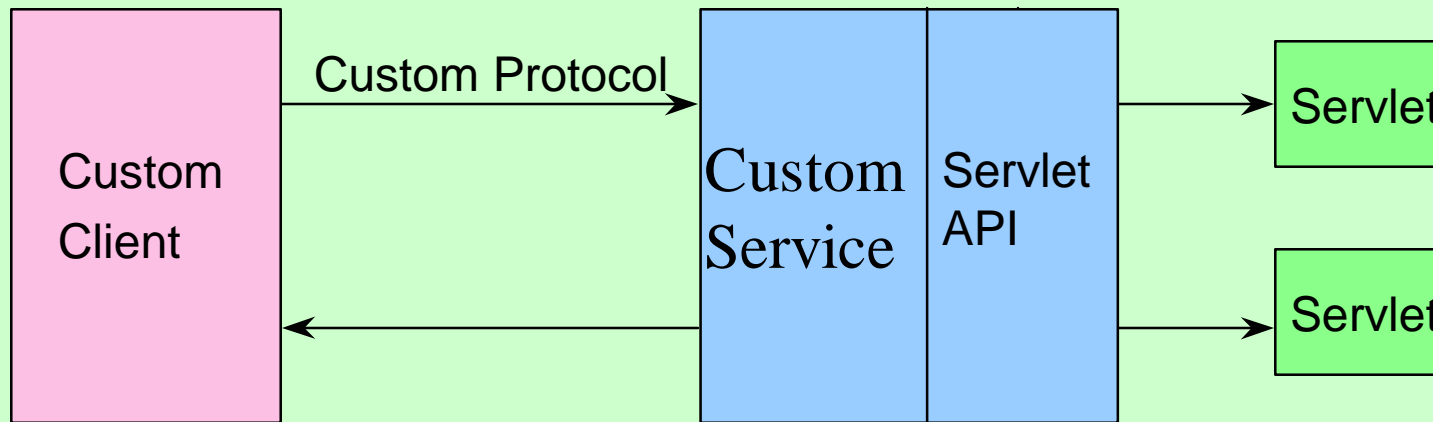 Custom Protocol
Custom
Client
Custom
Service
Servlet
API
Servlet
Servlet